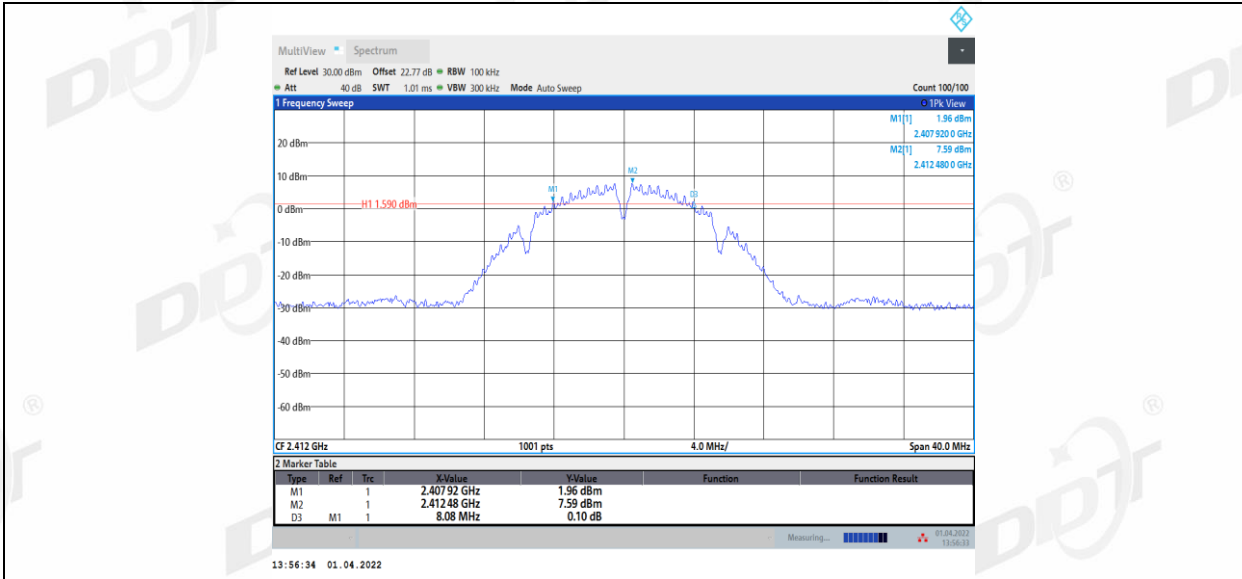 MultiView Spectrum
Ref Level 30.00 dBm Offset 22.77 dB RBW 100 kHz
Att 40 dB SWT 1.01 ms VBW 300 kHz Mode Auto Sweep Count 100/100
1 Frequency Sweep 1Pk View
M1[1] 1.96 dBm
2.407 920 0 GHz
M2[1] 7.59 dBm
2.412 480 0 GHz
20 dBm
10 dBm
M1 M2 D3
0 dBm
H1 1.590 dBm
-10 dBm
-20 dBm
-30 dBm
-40 dBm
-50 dBm
-60 dBm
CF 2.412 GHz 1001 pts 4.0 MHz/ Span 40.0 MHz
2 Marker Table
Type Ref Trc X-Value Y-Value Function Function Result
M1 1 2.407 92 GHz 1.96 dBm
M2 1 2.412 48 GHz 7.59 dBm
D3 M1 1 8.08 MHz 0.10 dB
Measuring... 01.04.2022
13:56:33
13:56:34 01.04.2022
DDT ®